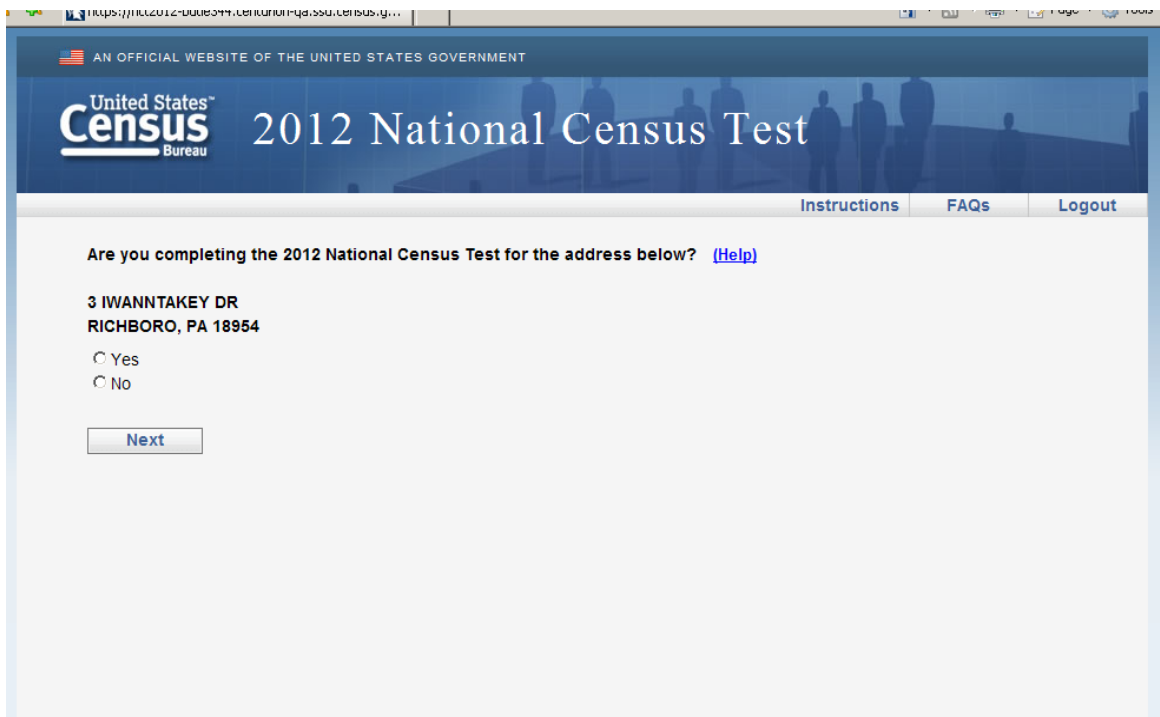 AN OFFICIAL WEBSITE OF THE UNITED STATES GOVERNMENT
United States™
Census
Bureau
2012 National Census Test
Instructions FAQs Logout
Are you completing the 2012 National Census Test for the address below? (Help)
3 IWANNTAKEY DR
RICHBORO, PA 18954
Yes
No
Next